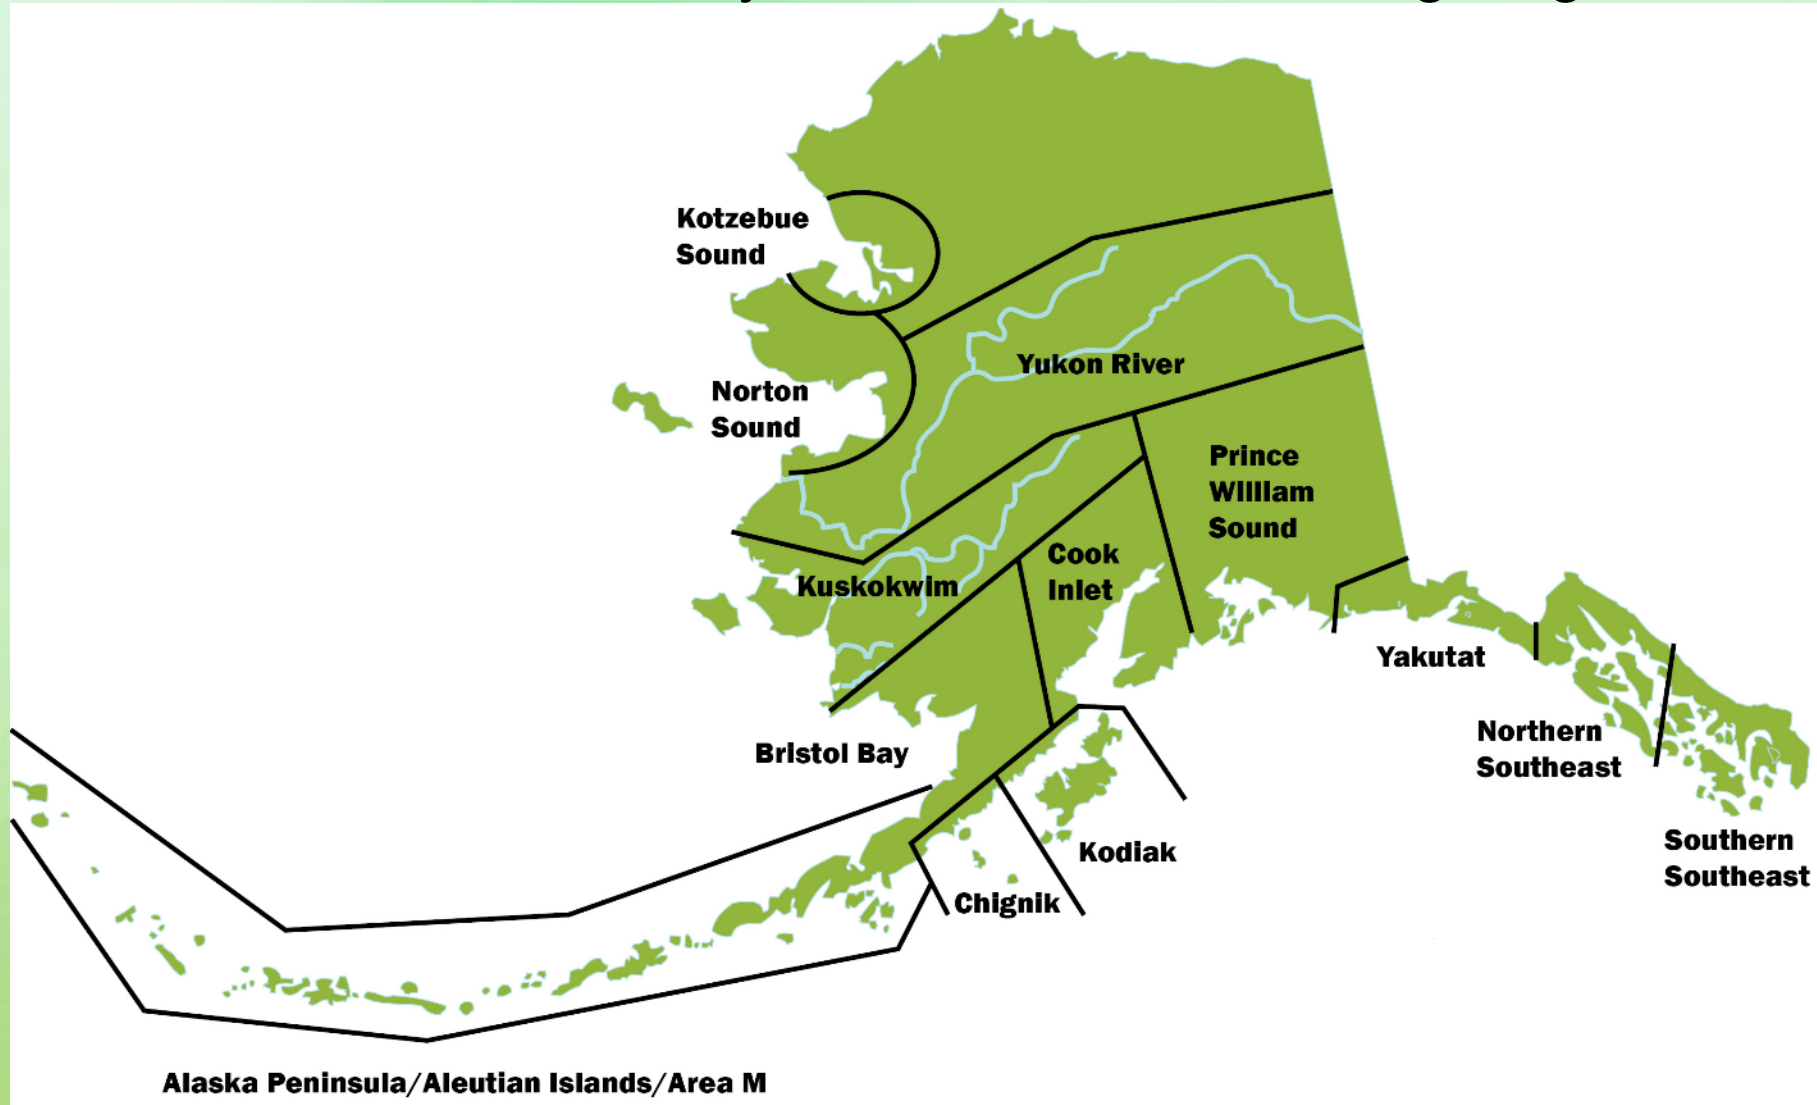 Kotzebue
Sound
Norton
Sound
Yukon River
Prince
William
Sound
Cook
Inlet
Kuskokwim
Yakutat
Bristol Bay
Northern
Southeast
Kodiak
Southern
Southeast
Chignik
Alaska Peninsula/Aleutian Islands/Area M